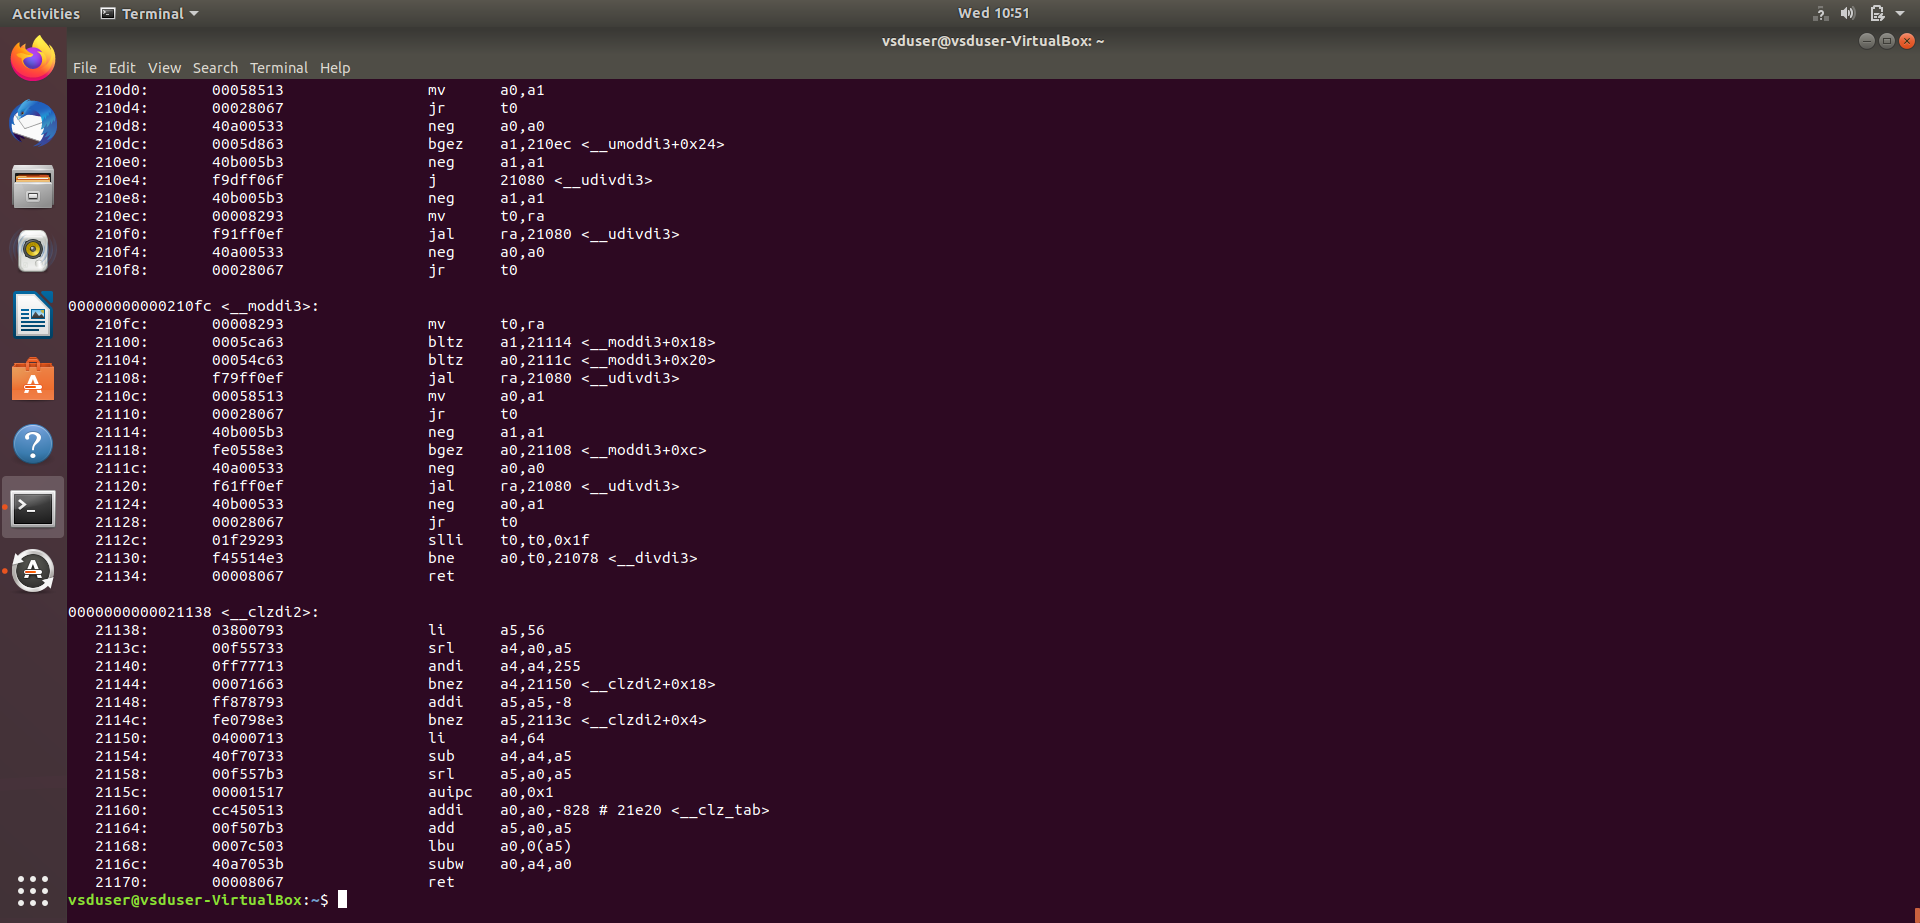 Activities Terminal Wed 10:51
vsduser@vsduser-VirtualBox: ~
File Edit View Search Terminal Help
210d0: 00058513 mv a0,a1
210d4: 00028067 jr t0
210d8: 40a00533 neg a0,a0
210dc: 0005d863 bgez a1,210ec <__umoddi3+0x24>
210e0: 40b005b3 neg a1,a1
210e4: f9dff06f j 21080 <__udivdi3>
210e8: 40b005b3 neg a1,a1
210ec: 00008293 mv t0,ra
210f0: f91ff0ef jal ra,21080 <__udivdi3>
210f4: 40a00533 neg a0,a0
210f8: 00028067 jr t0
00000000000210fc <__moddi3>:
210fc: 00008293 mv t0,ra
21100: 0005ca63 bltz a1,21114 <__moddi3+0x18>
21104: 00054c63 bltz a0,2111c <__moddi3+0x20>
21108: f79ff0ef jal ra,21080 <__udivdi3>
2110c: 00058513 mv a0,a1
21110: 00028067 jr t0
21114: 40b005b3 neg a1,a1
21118: fe0558e3 bgez a0,21108 <__moddi3+0xc>
2111c: 40a00533 neg a0,a0
21120: f61ff0ef jal ra,21080 <__udivdi3>
21124: 40b00533 neg a0,a1
21128: 00028067 jr t0
2112c: 01f29293 slli t0,t0,0x1f
21130: f45514e3 bne a0,t0,21078 <__divdi3>
21134: 00008067 ret
0000000000021138 <__clzdi2>:
21138: 03800793 li a5,56
2113c: 00f55733 srl a4,a0,a5
21140: 0ff77713 andi a4,a4,255
21144: 00071663 bnez a4,21150 <__clzdi2+0x18>
21148: ff878793 addi a5,a5,-8
2114c: fe0798e3 bnez a5,2113c <__clzdi2+0x4>
21150: 04000713 li a4,64
21154: 40f70733 sub a4,a4,a5
21158: 00f557b3 srl a5,a0,a5
2115c: 00001517 auipc a0,0x1
21160: cc450513 addi a0,a0,-828 # 21e20 <__clz_tab>
21164: 00f507b3 add a5,a0,a5
21168: 0007c503 lbu a0,0(a5)
2116c: 40a7053b subw a0,a4,a0
21170: 00008067 ret
vsduser@vsduser-VirtualBox:~$